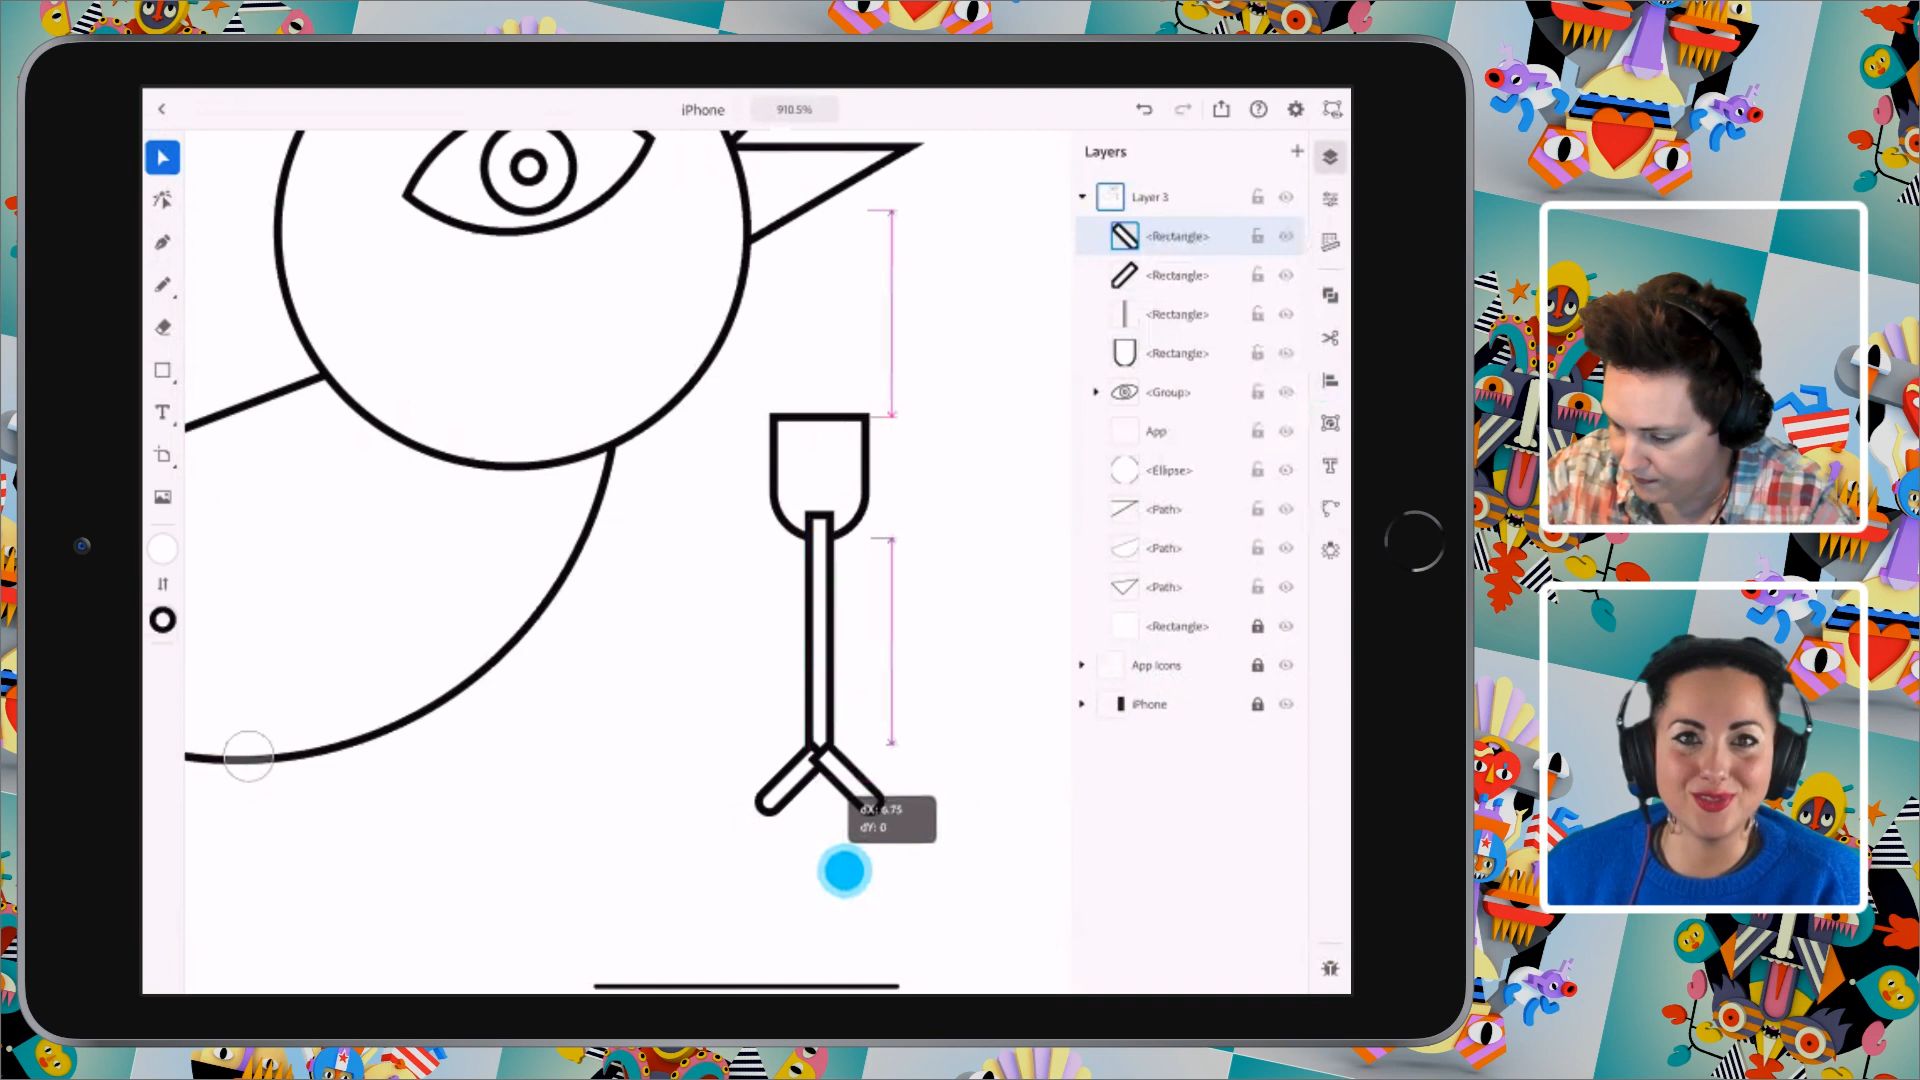 iPhone
910.5%
Layers
Layer 3
<Rectangle>
<Rectangle>
<Rectangle>
<Rectangle>
<Group>
App
<Ellipse>
<Path>
<Path>
<Path>
<Rectangle>
App Icons
iPhone
dX: 6.75
dY: 0